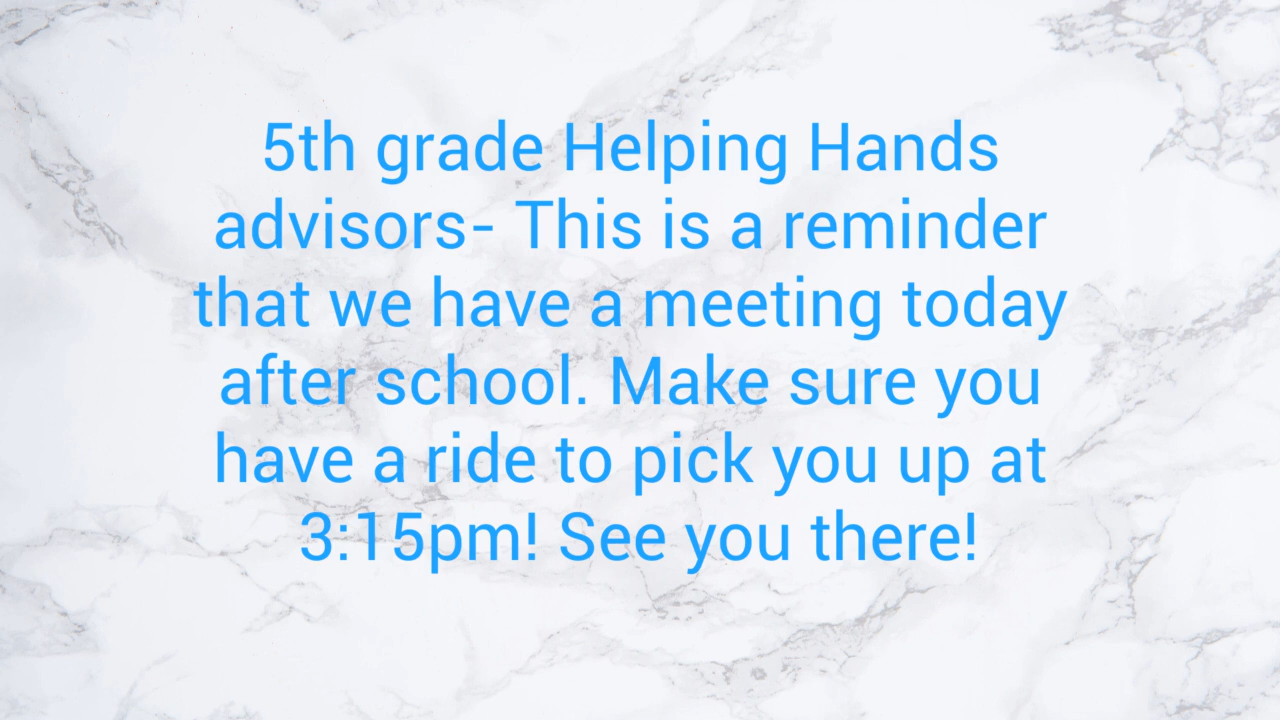 5th grade Helping Hands
advisors- This is a reminder
that we have a meeting today
after school. Make sure you
have a ride to pick you up at
3:15pm! See you there!